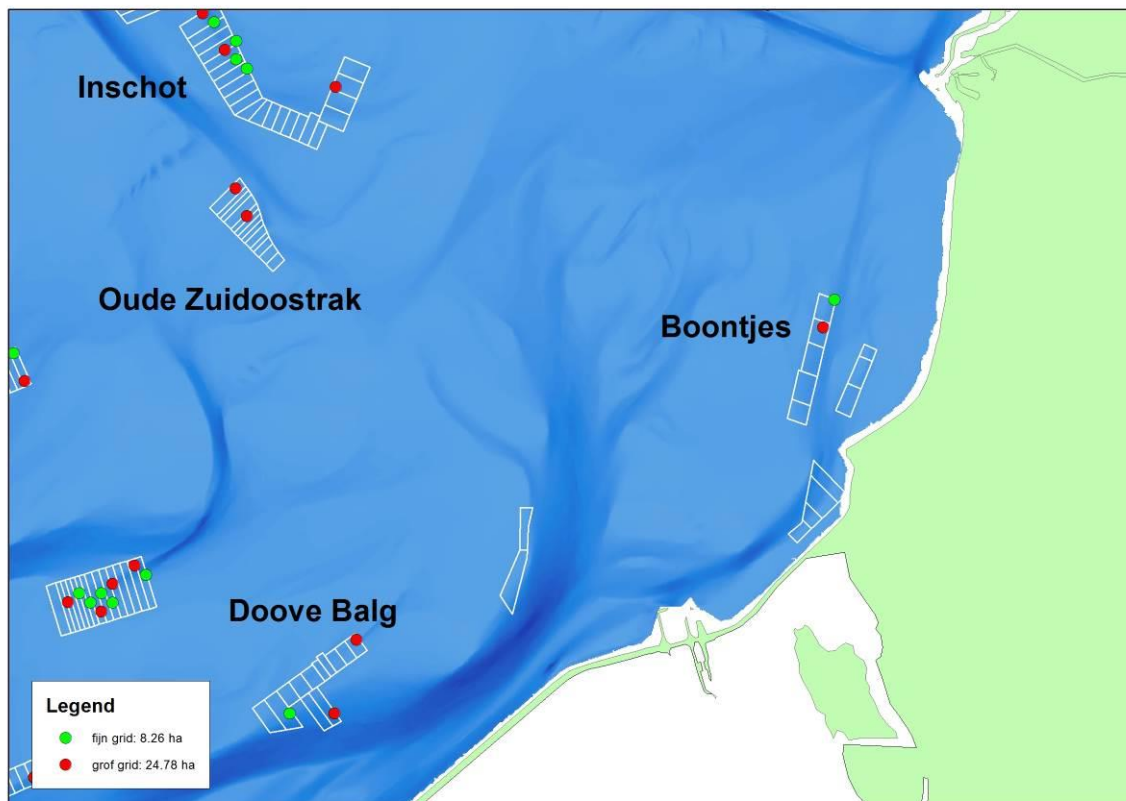 Inschot
Oude Zuidoostrak
Boontjes
Doove Balg
Legend
fijn grid: 8.26 ha
grof grid: 24.78 ha